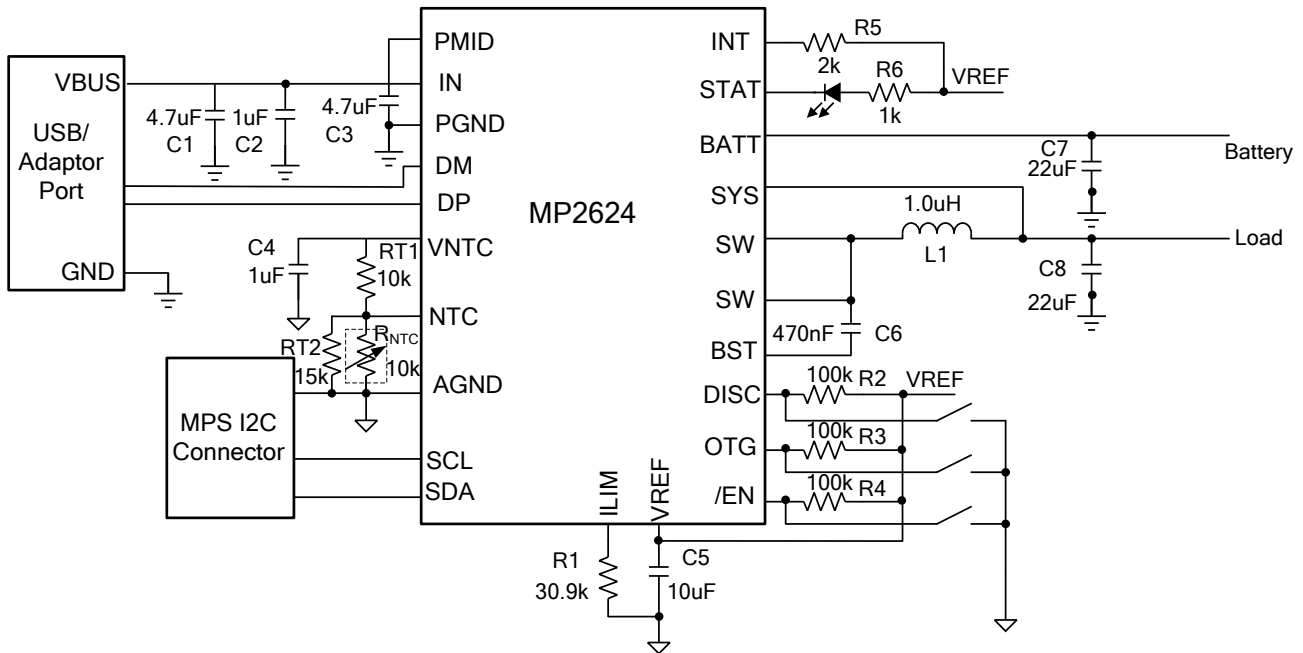 VBUS
USB/
Adaptor
Port
GND
4.7uF
C1
1uF
C2
4.7uF
C3
PMID
IN
PGND
DM
DP
VNTC
NTC
AGND
SCL
SDA
C4
1uF
RT1
10k
RT2
15k
RNTC
10k
MPS I2C
Connector
MP2624
ILIM
VREF
R1
30.9k
C5
10uF
INT
STAT
BATT
SYS
SW
SW
BST
DISC
OTG
/EN
R5
2k
R6
1k
VREF
C7
22uF
Battery
1.0uH
L1
Load
C8
22uF
470nF
C6
100k
R2
VREF
100k
R3
100k
R4